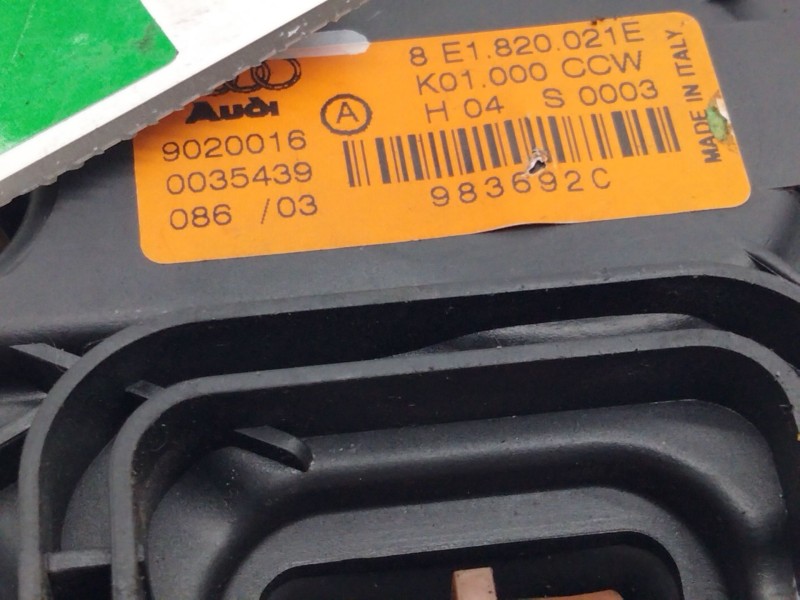 8 E1.820.021E
K01.000 CCW
H 04 S 0003
Audi
A
9020016
0035439
086 /03
983692C
MADE IN ITALY